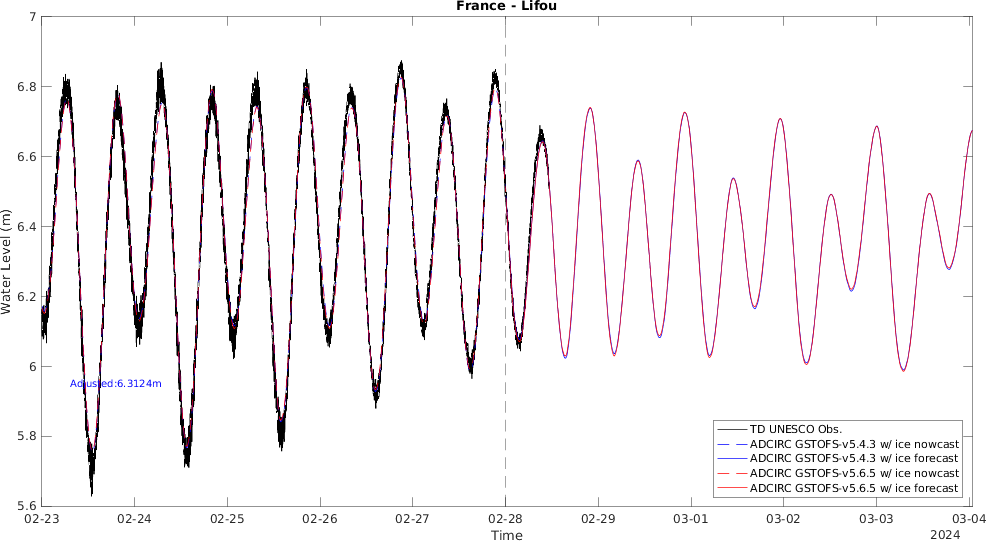 France - Lifou
7
6.8
6.6
6.4
6.2
6
5.8
5.6
Water Level (m)
Adjusted:6.3124m
TD UNESCO Obs.
ADCIRC GSTOFS-v5.4.3 w/ ice nowcast
ADCIRC GSTOFS-v5.4.3 w/ ice forecast
ADCIRC GSTOFS-v5.6.5 w/ ice nowcast
ADCIRC GSTOFS-v5.6.5 w/ ice forecast
02-23 02-24 02-25 02-26 02-27 02-28 02-29 03-01 03-02 03-03 03-04
Time
2024